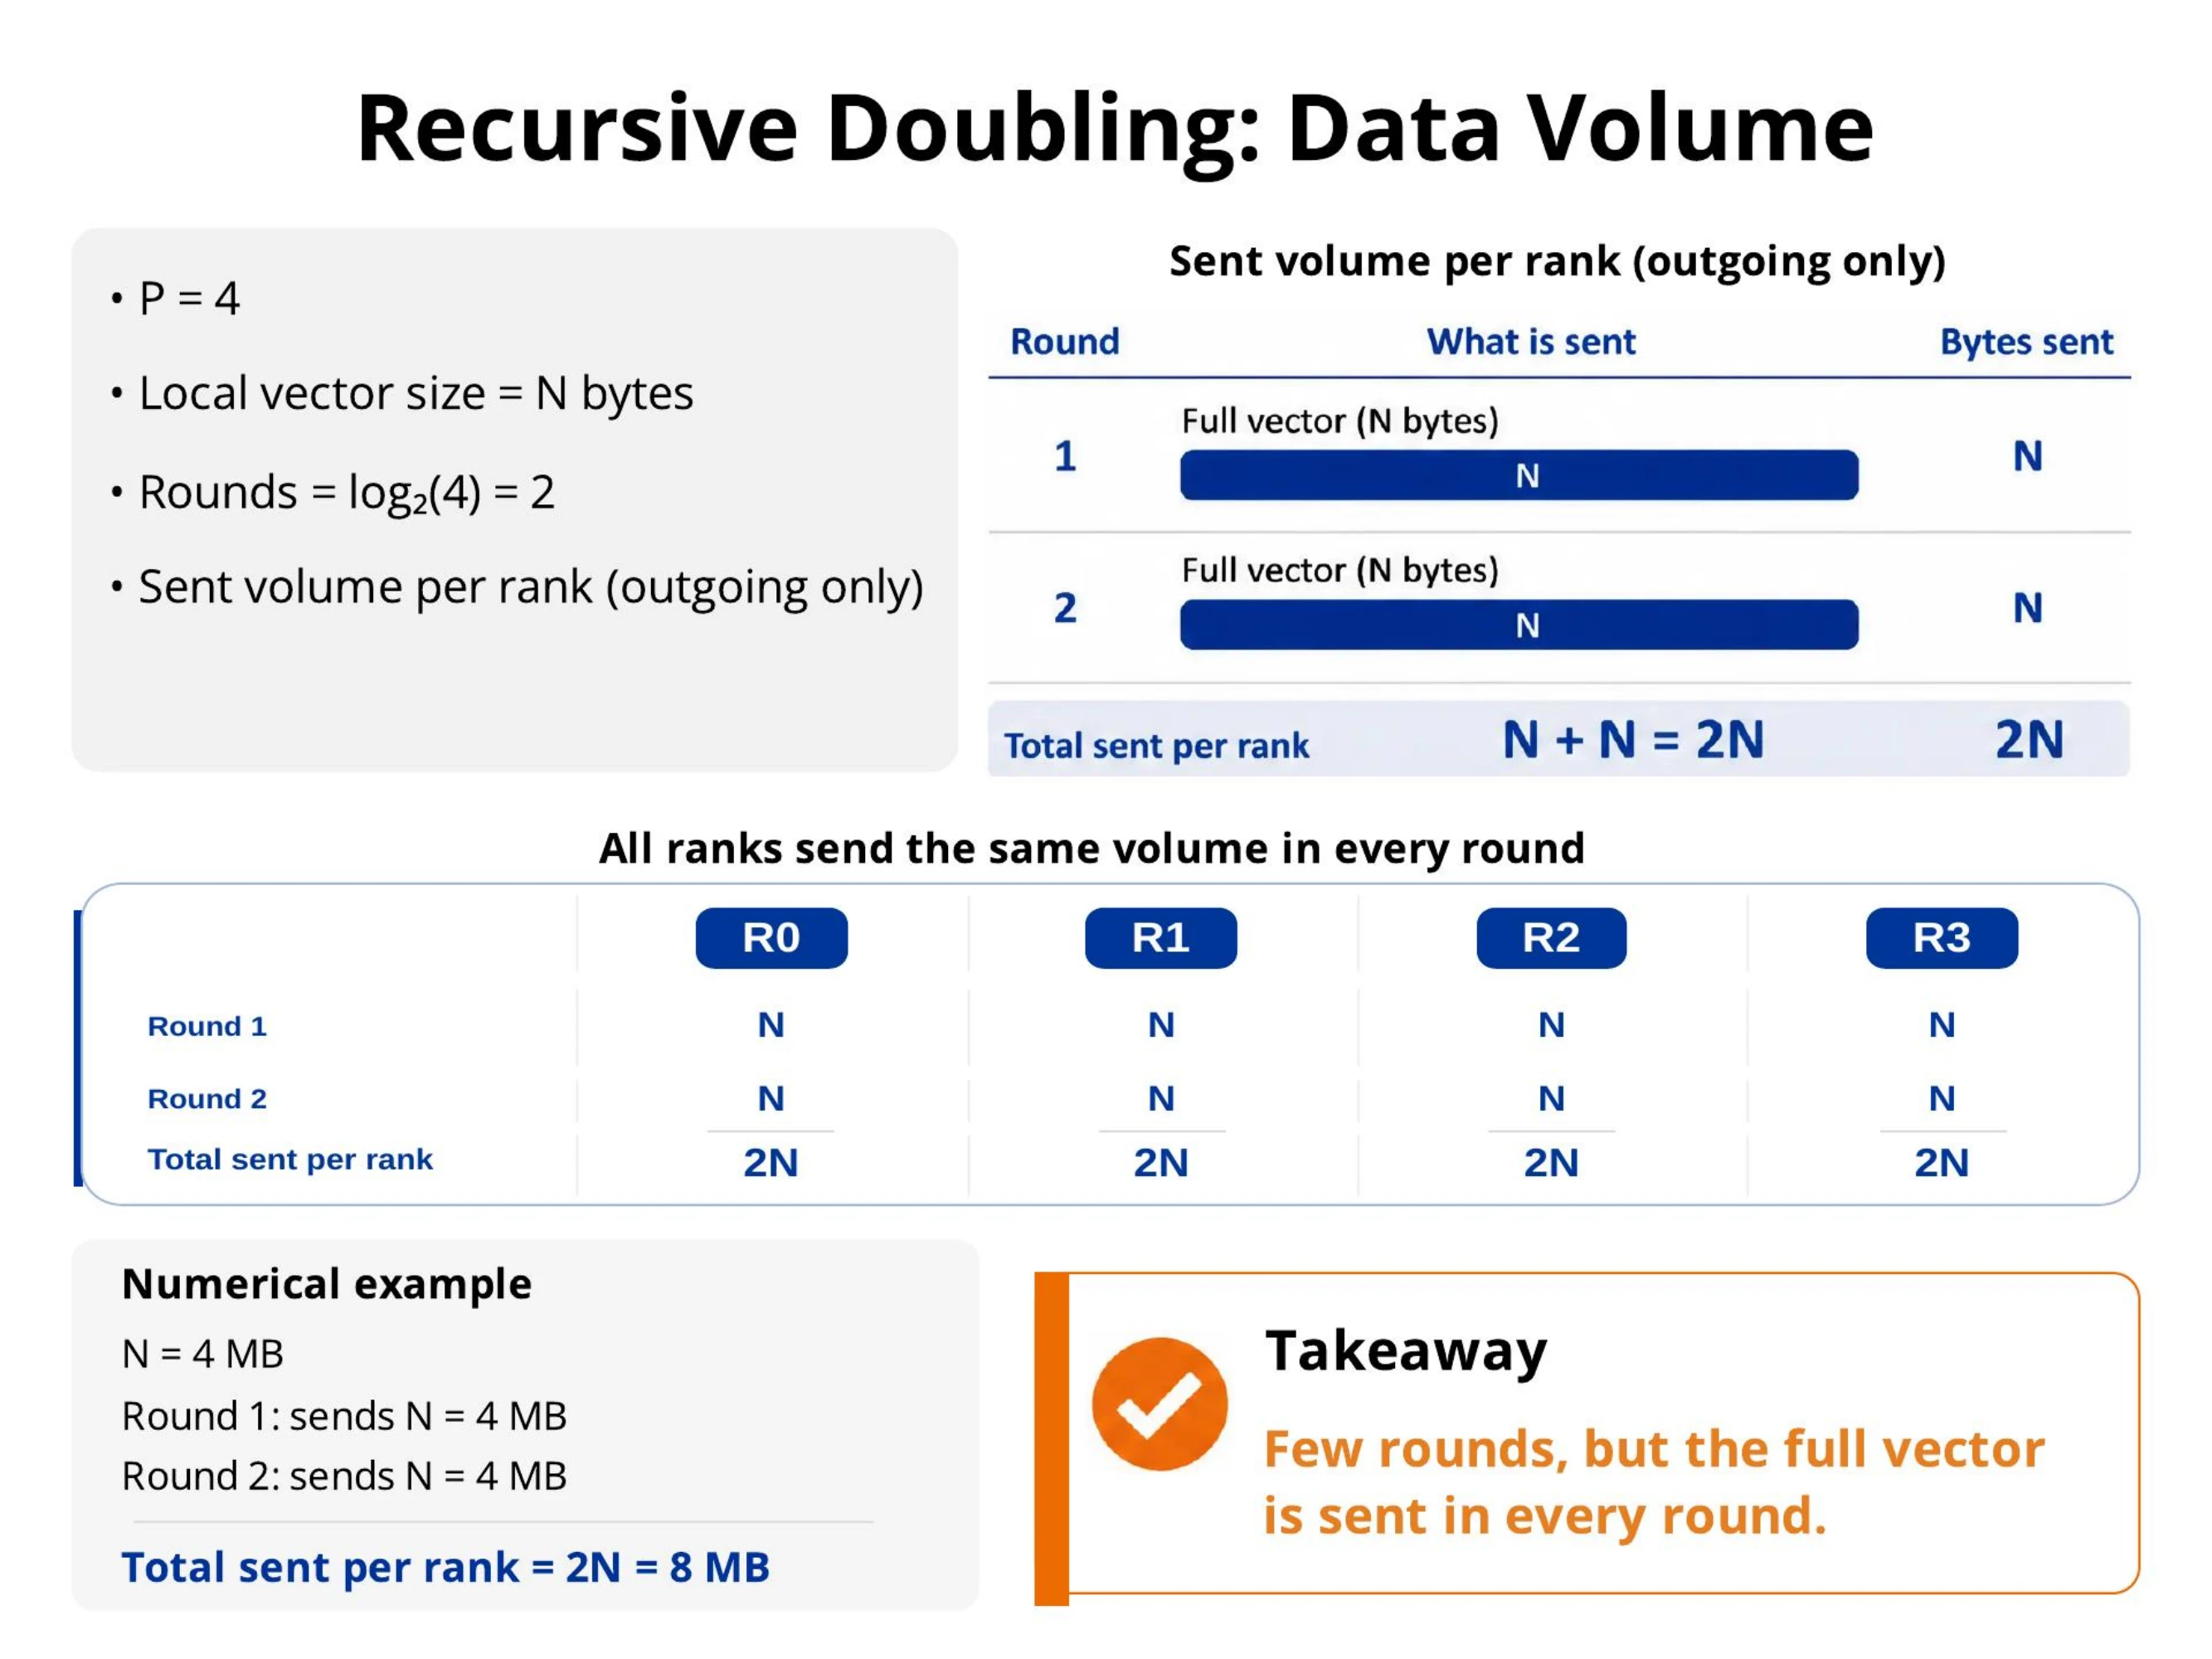 Recursive Doubling: Data Volume
• P = 4
• Local vector size = N bytes
• Rounds = log₂(4) = 2
• Sent volume per rank (outgoing only)
Sent volume per rank (outgoing only)
Round What is sent Bytes sent
Full vector (N bytes)
1 N N
Full vector (N bytes)
2 N N
Total sent per rank N + N = 2N 2N
All ranks send the same volume in every round
R0 R1 R2 R3
Round 1 N N N N
Round 2 N N N N
Total sent per rank 2N 2N 2N 2N
Numerical example
N = 4 MB
Round 1: sends N = 4 MB
Round 2: sends N = 4 MB
Total sent per rank = 2N = 8 MB
Takeaway
Few rounds, but the full vector
is sent in every round.